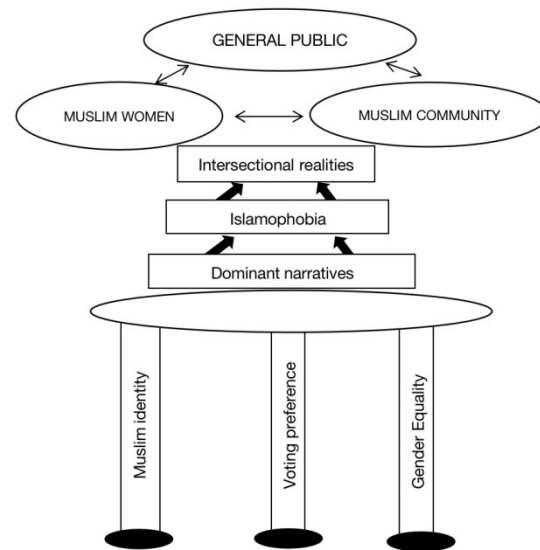 GENERAL PUBLIC
MUSLIM WOMEN
MUSLIM COMMUNITY
Intersectional realities
Islamophobia
Dominant narratives
Muslim identity
Voting preference
Gender Equality